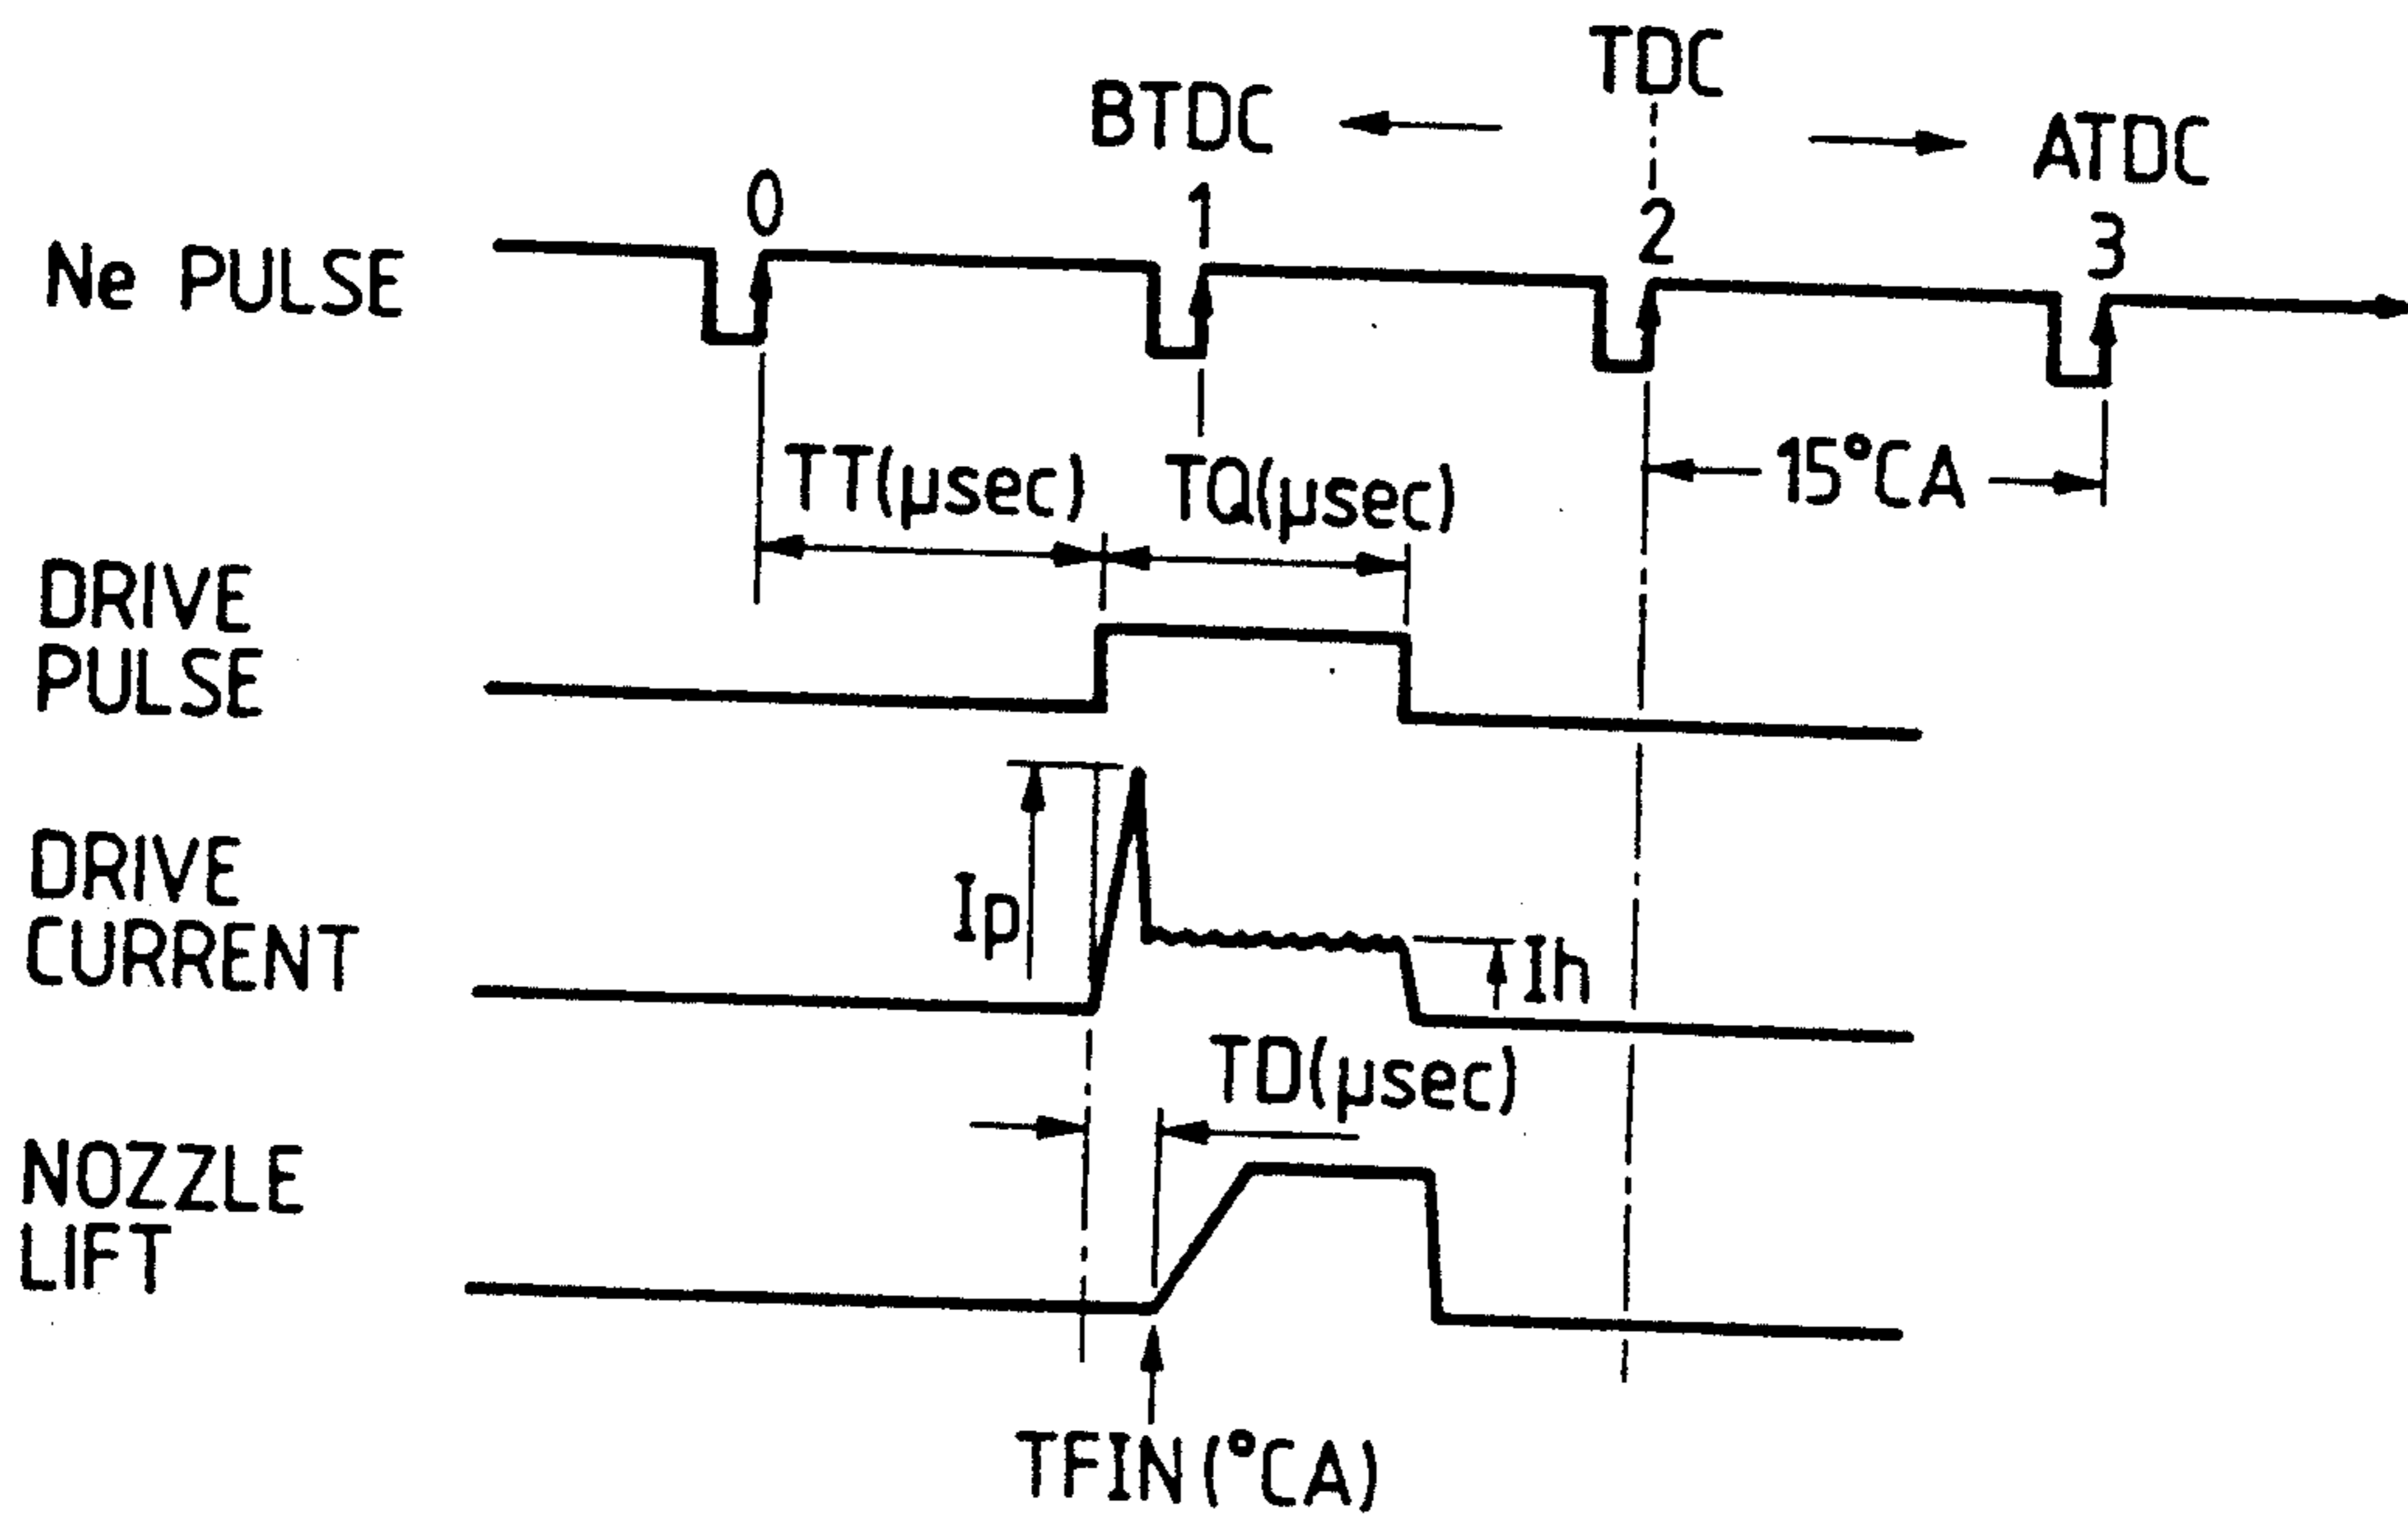 TDC
BTDC
ATDC
0
1
2
3
Ne PULSE
TT(μsec)
TQ(μsec)
15°CA
DRIVE
PULSE
Ip
DRIVE
CURRENT
Ih
TD(μsec)
NOZZLE
LIFT
TFIN(°CA)